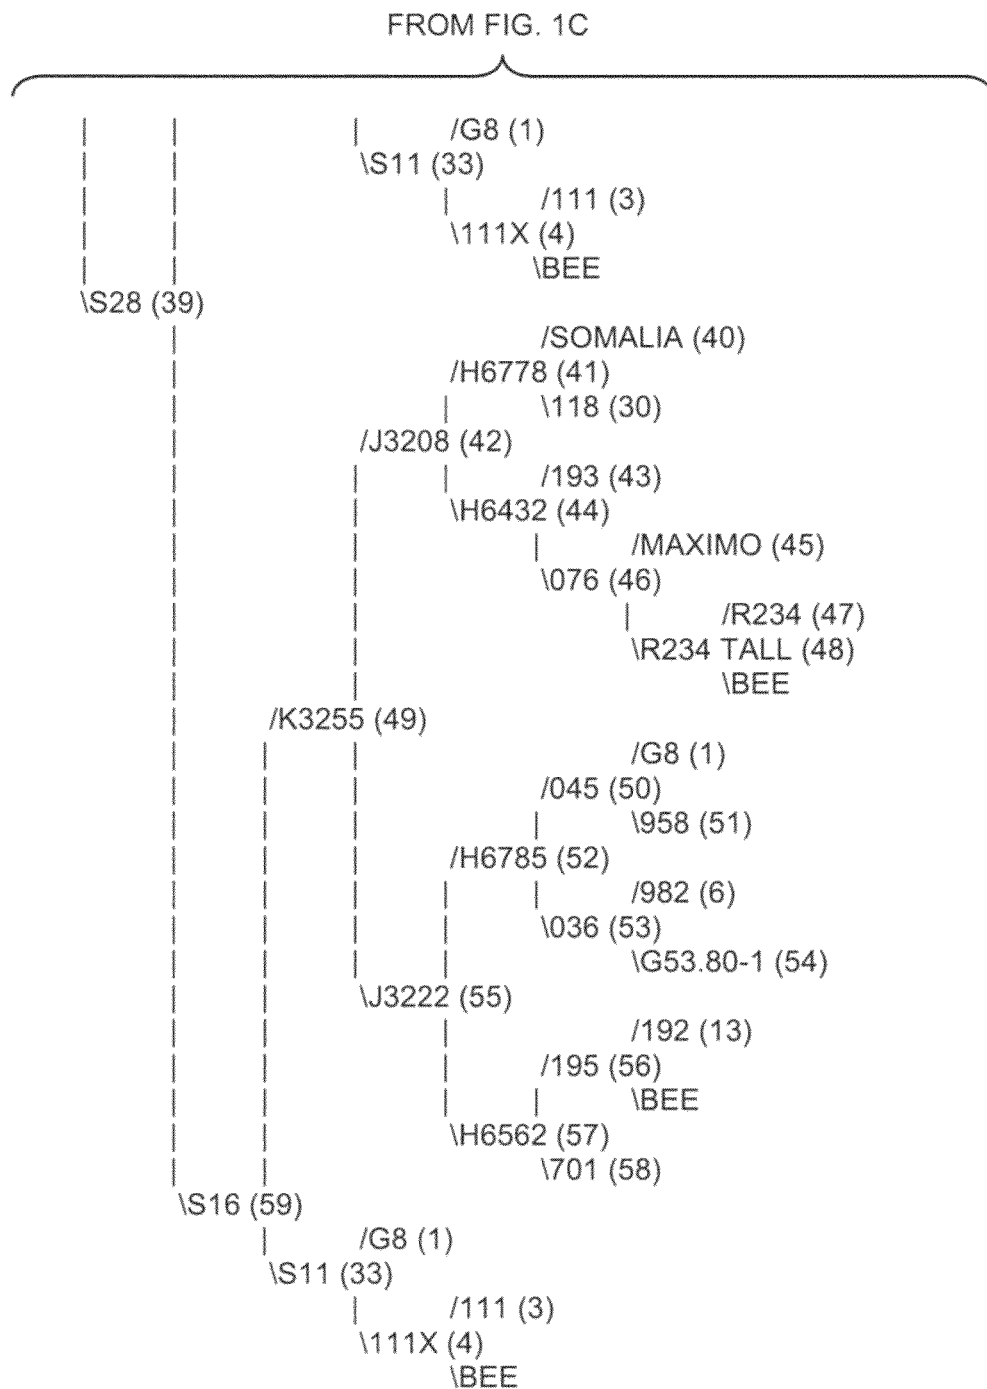 FROM FIG. 1C
/G8 (1)
\S11 (33)
/111 (3)
\111X (4)
\BEE
\S28 (39)
/SOMALIA (40)
/H6778 (41)
\118 (30)
/J3208 (42)
/193 (43)
\H6432 (44)
/MAXIMO (45)
\076 (46)
/R234 (47)
\R234 TALL (48)
\BEE
/K3255 (49)
/G8 (1)
/045 (50)
\958 (51)
/H6785 (52)
/982 (6)
\036 (53)
\G53.80-1 (54)
\J3222 (55)
/192 (13)
/195 (56)
\BEE
\H6562 (57)
\701 (58)
\S16 (59)
/G8 (1)
\S11 (33)
/111 (3)
\111X (4)
\BEE